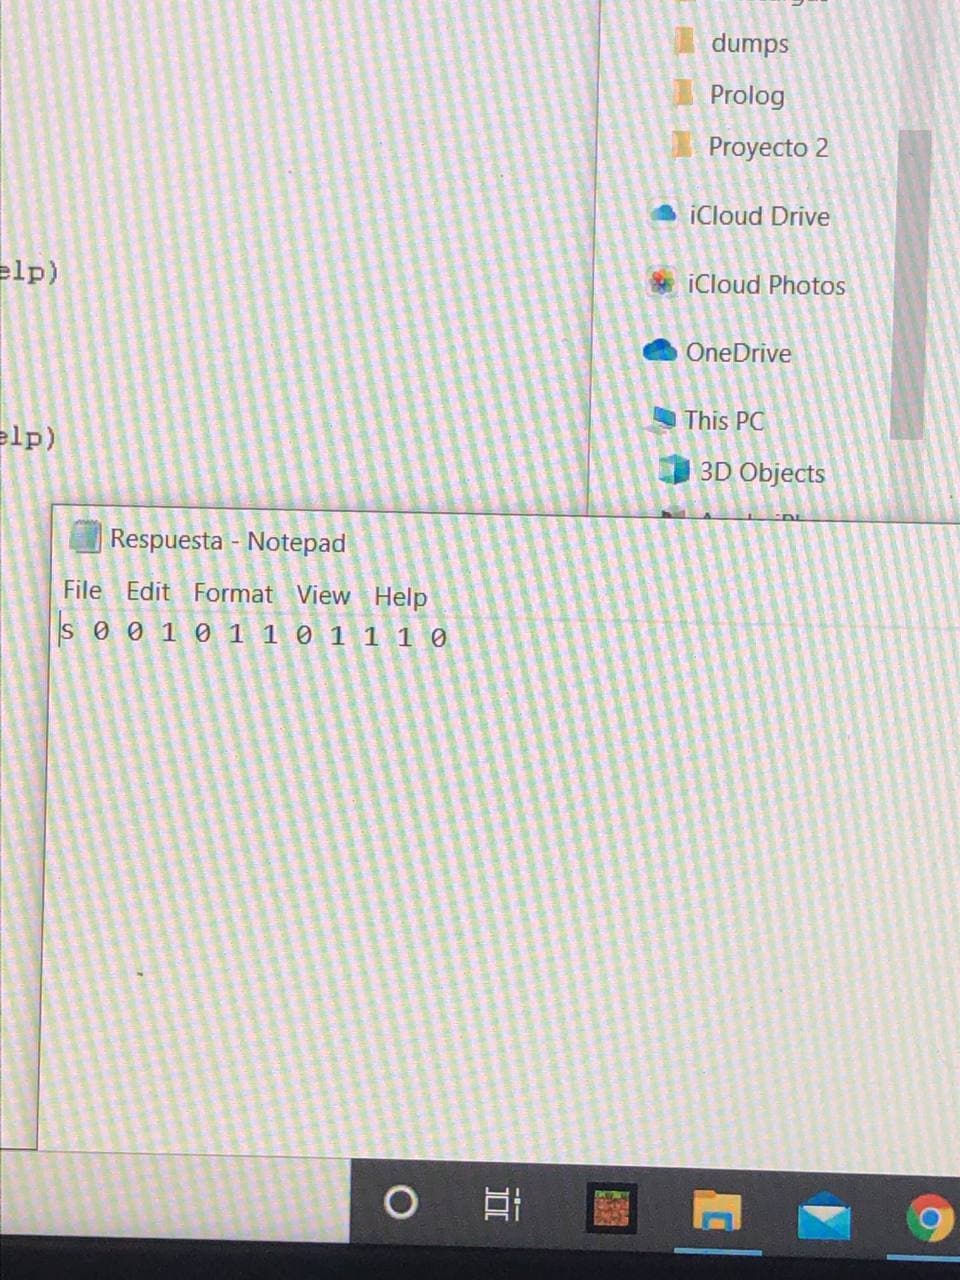 dumps
Prolog
Proyecto 2
iCloud Drive
elp)
iCloud Photos
OneDrive
This PC
elp)
3D Objects
Respuesta - Notepad
File Edit Format View Help
s 0 0 1 0 1 1 0 1 1 1 0